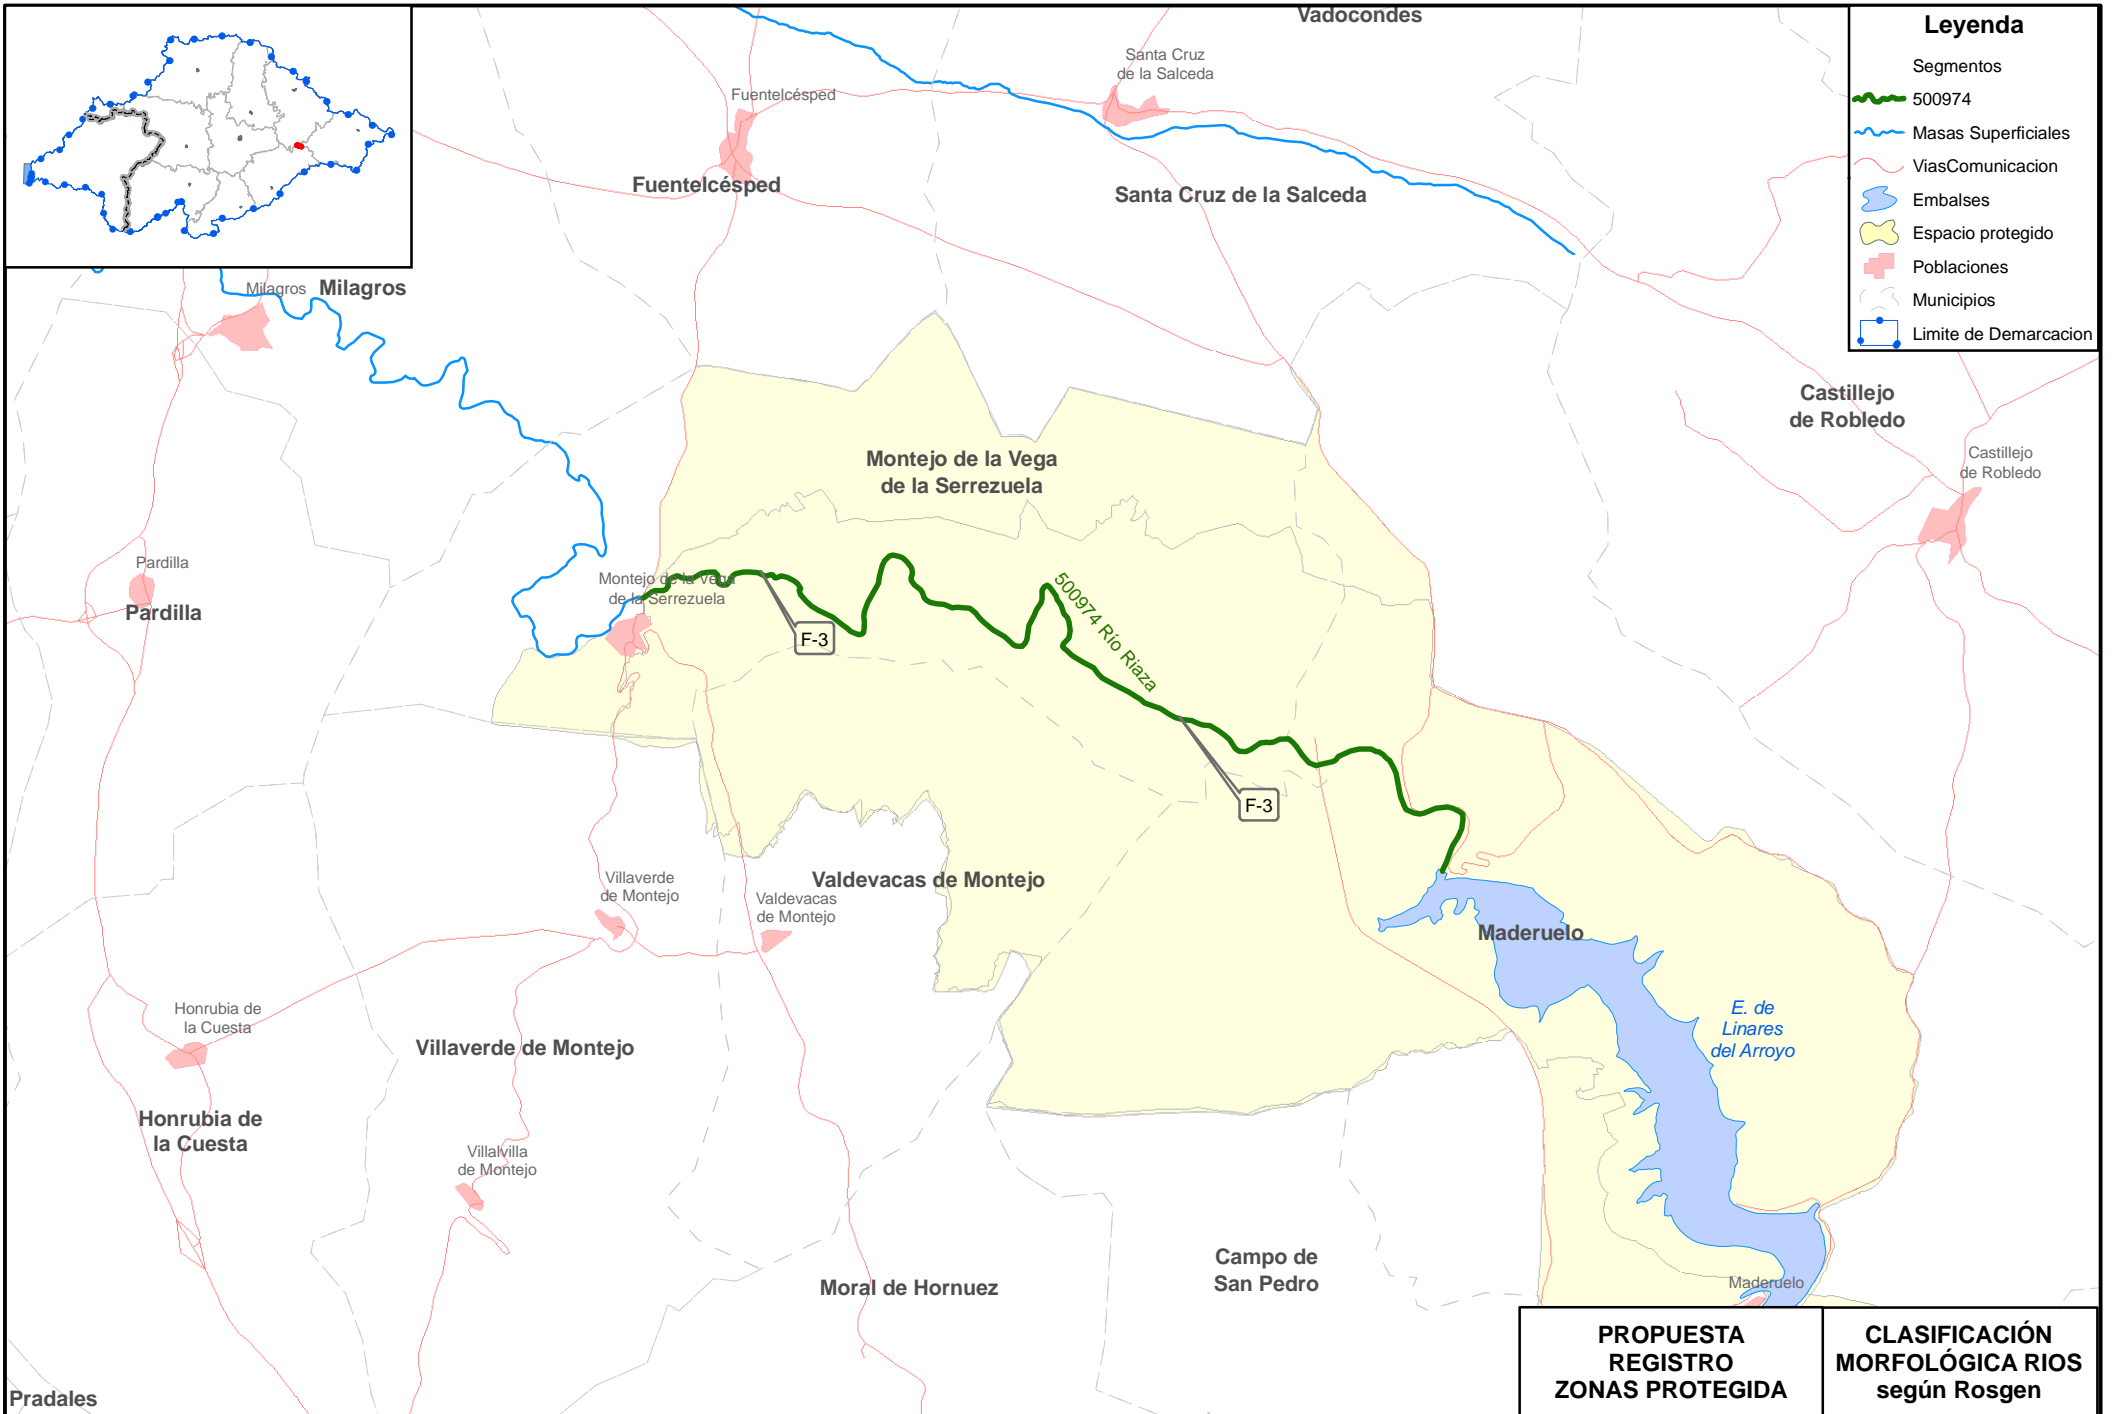 Vadocondes
Leyenda
Segmentos
500974
Masas Superficiales
ViasComunicacion
Embalses
Espacio protegido
Poblaciones
Municipios
Limite de Demarcacion
Santa Cruz
de la Salceda
Fuentelcésped
Fuentelcésped
Santa Cruz de la Salceda
Milagros
Milagros
Castillejo
de Robledo
Castillejo
de Robledo
Montejo de la Vega
de la Serrezuela
Pardilla
Pardilla
Montejo de la Vega
de la Serrezuela
F-3
500974 Río Riaza
F-3
Villaverde
de Montejo
Valdevacas de Montejo
Valdevacas
de Montejo
Maderuelo
E. de
Linares
del Arroyo
Honrubia de
la Cuesta
Villaverde de Montejo
Honrubia de
la Cuesta
Villalvilla
de Montejo
Campo de
San Pedro
Moral de Hornuez
Maderuelo
Pradales
PROPUESTA
REGISTRO
ZONAS PROTEGIDA
CLASIFICACIÓN
MORFOLÓGICA RIOS
según Rosgen